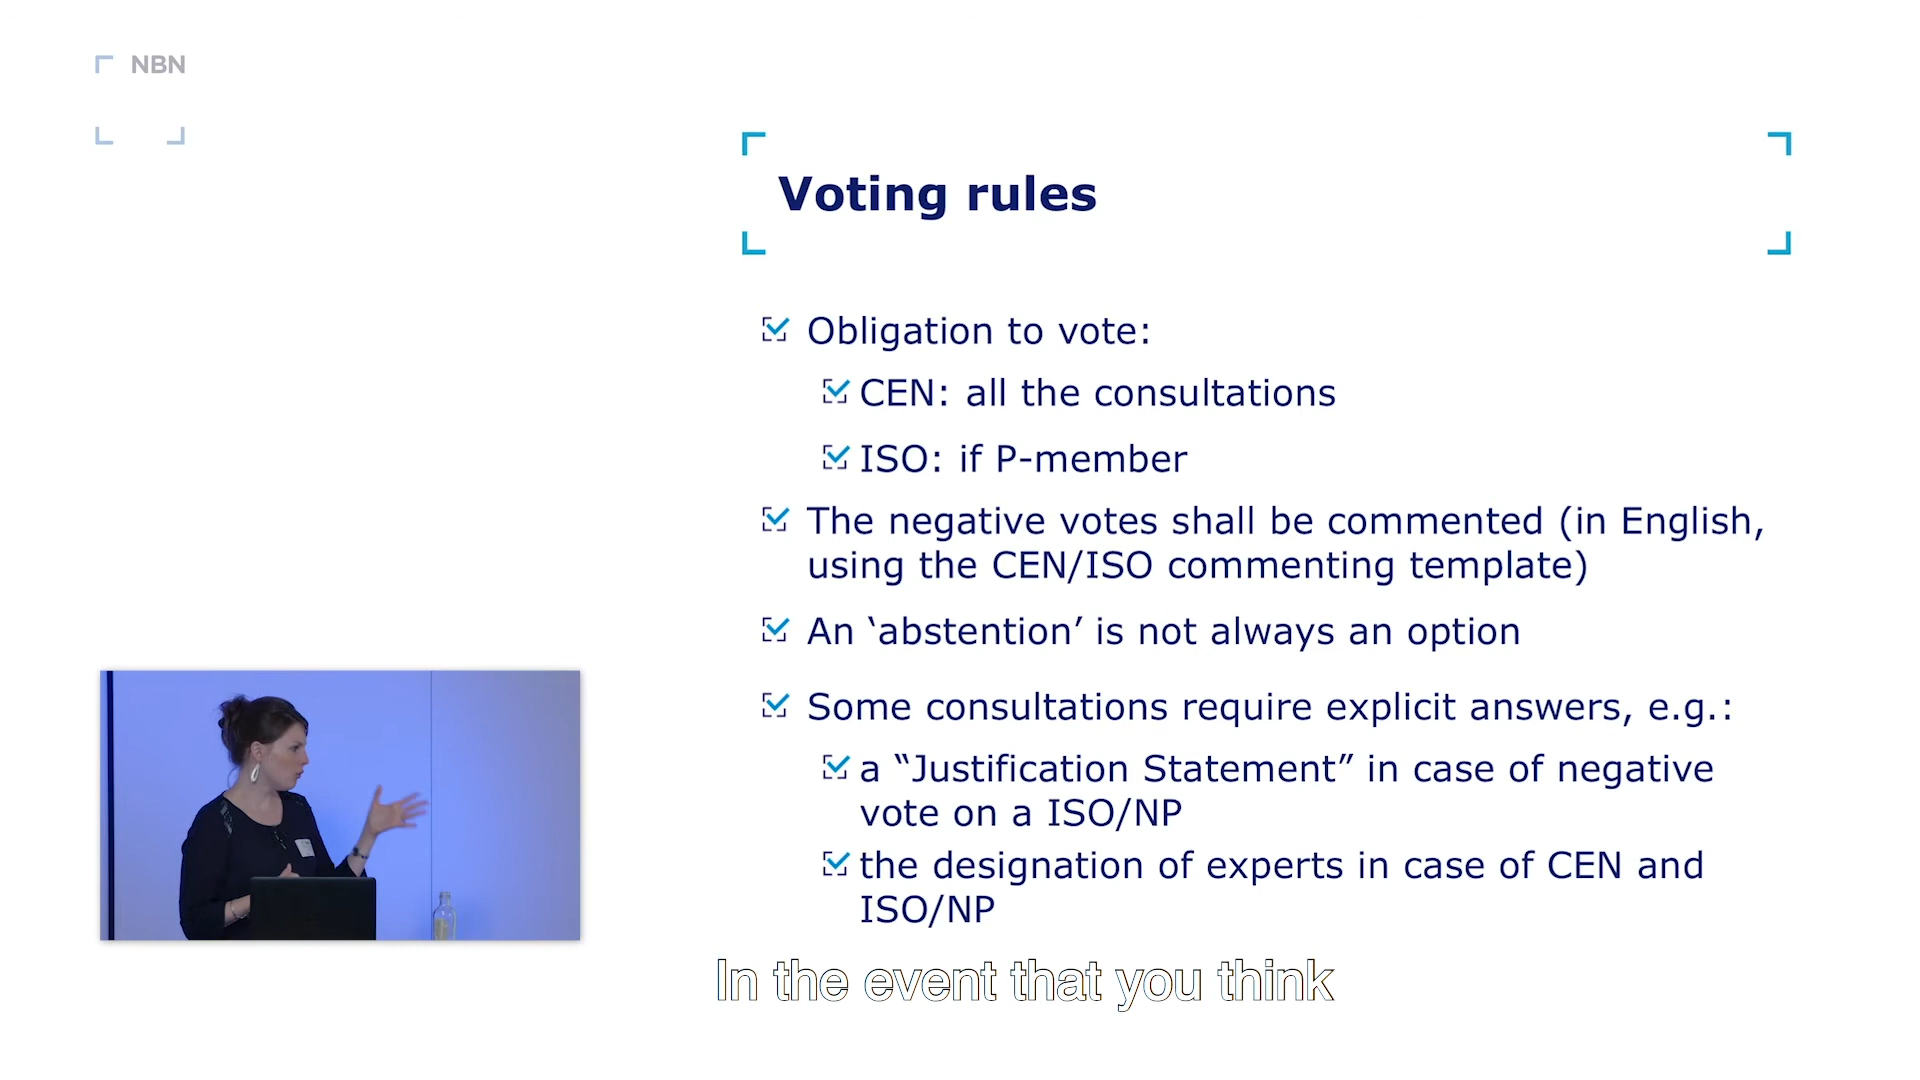 NBN
Voting rules
Obligation to vote:
CEN: all the consultations
ISO: if P-member
The negative votes shall be commented (in English,
using the CEN/ISO commenting template)
An ‘abstention’ is not always an option
Some consultations require explicit answers, e.g.:
a “Justification Statement” in case of negative
vote on a ISO/NP
the designation of experts in case of CEN and
ISO/NP
In the event that you think